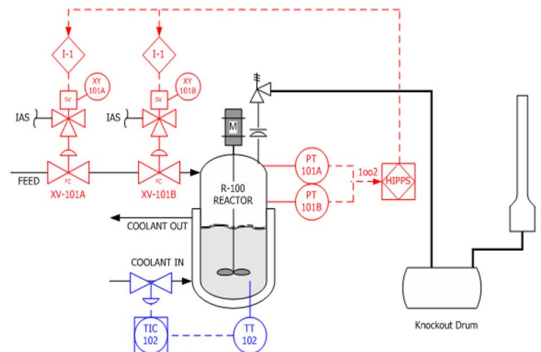 I-1
I-1
SV
XY
101A
SV
XY
101B
IAS
IAS
M
FC
FC
FEED
XV-101A
XV-101B
R-100
REACTOR
PT
101A
PT
101B
1oo2
HIPPS
COOLANT OUT
COOLANT IN
TIC
102
TT
102
Knockout Drum